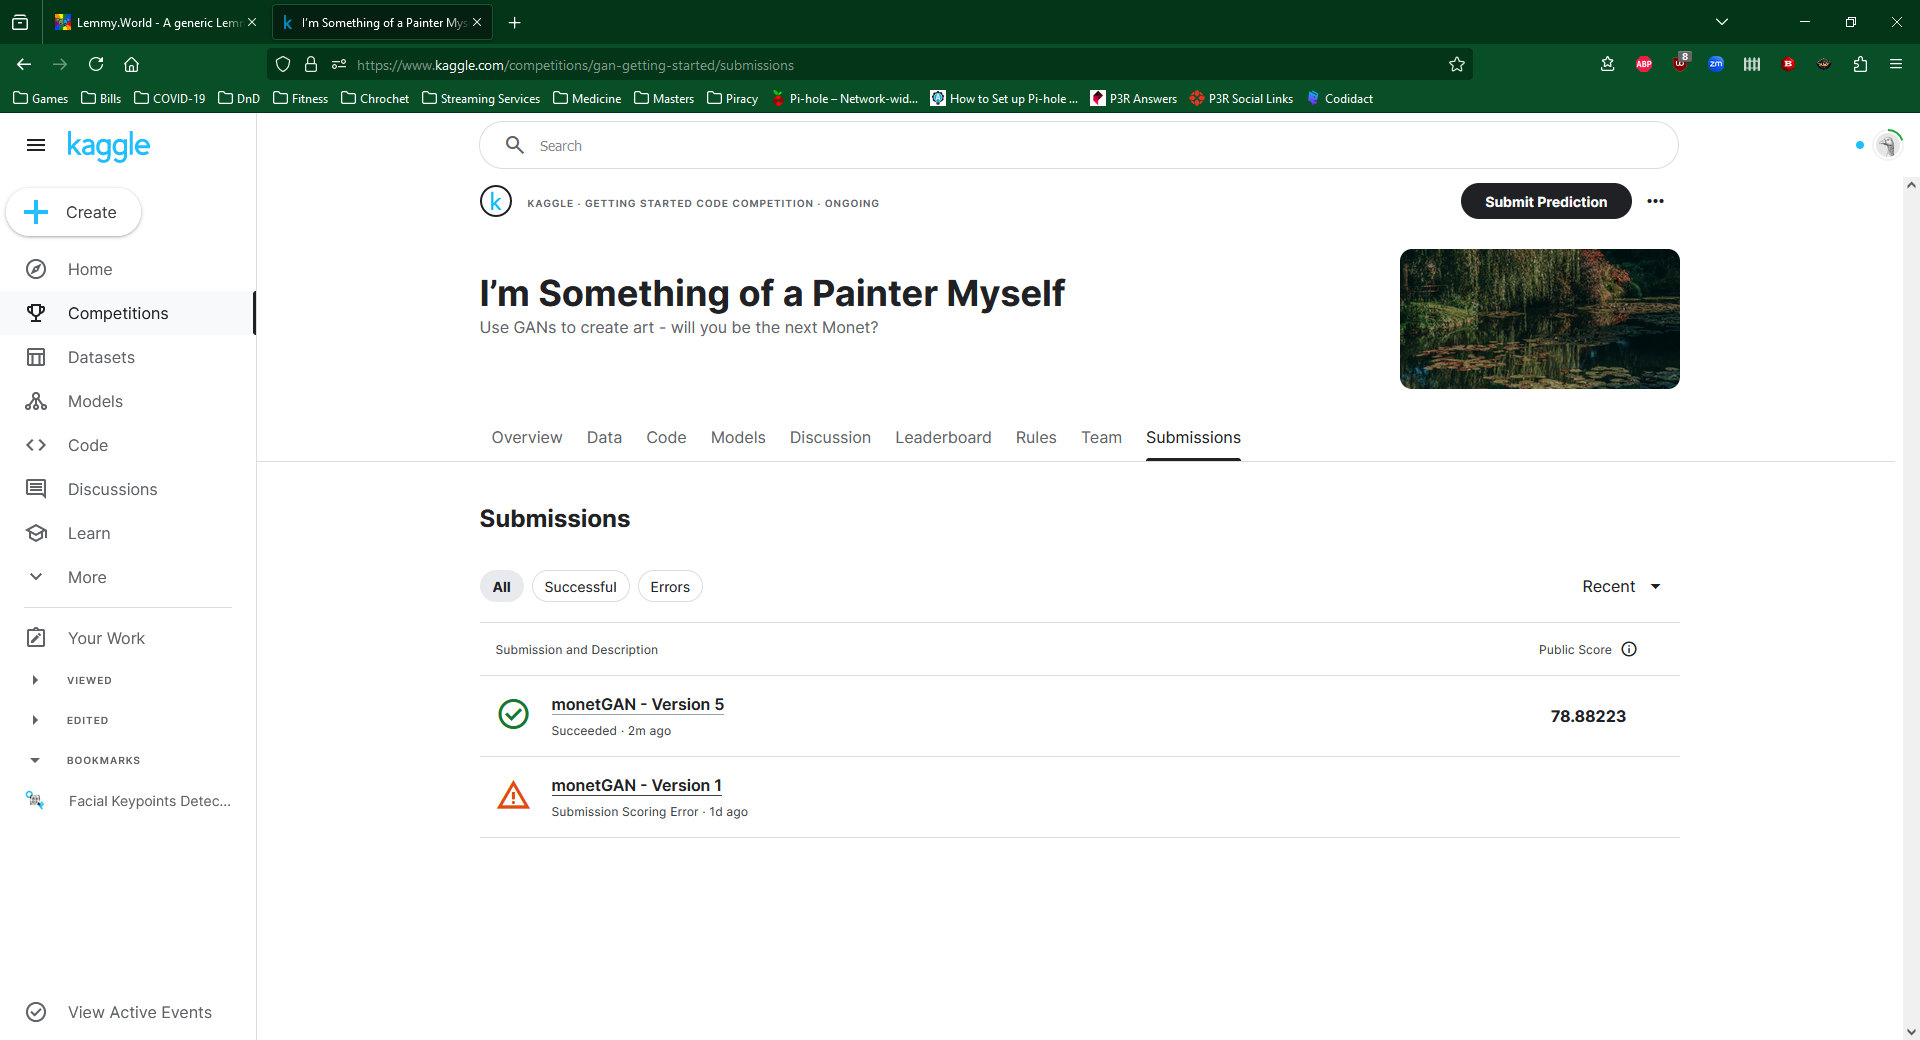 Lemmy.World - A generic Lemm
I'm Something of a Painter Mys
https://www.kaggle.com/competitions/gan-getting-started/submissions
ABP
8
zm
B
Games
Bills
COVID-19
DnD
Fitness
Chrochet
Streaming Services
Medicine
Masters
Piracy
Pi-hole – Network-wid...
How to Set up Pi-hole ...
P3R Answers
P3R Social Links
Codidact
kaggle
Search
Create
Home
Competitions
Datasets
Models
Code
Discussions
Learn
More
Your Work
VIEWED
EDITED
BOOKMARKS
Facial Keypoints Detec...
View Active Events
k
KAGGLE · GETTING STARTED CODE COMPETITION · ONGOING
Submit Prediction
I’m Something of a Painter Myself
Use GANs to create art - will you be the next Monet?
Overview
Data
Code
Models
Discussion
Leaderboard
Rules
Team
Submissions
Submissions
All
Successful
Errors
Recent
Submission and Description
Public Score
monetGAN - Version 5
Succeeded · 2m ago
78.88223
monetGAN - Version 1
Submission Scoring Error · 1d ago